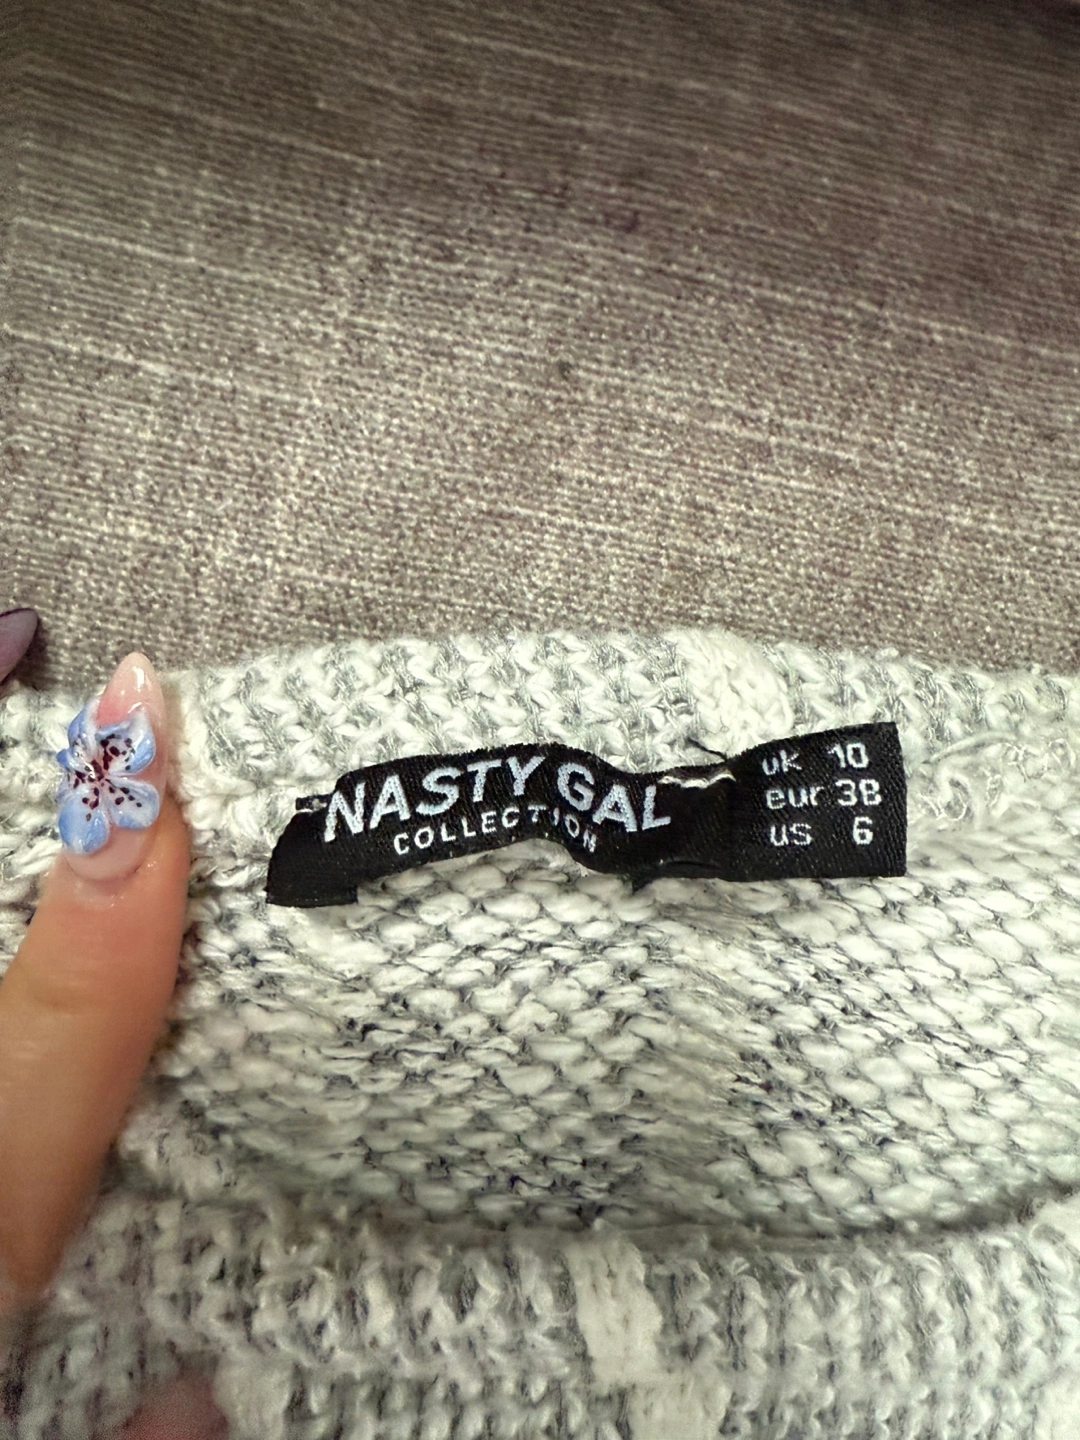 NASTY GAL
COLLECTION
uk 10
eur 38
us 6